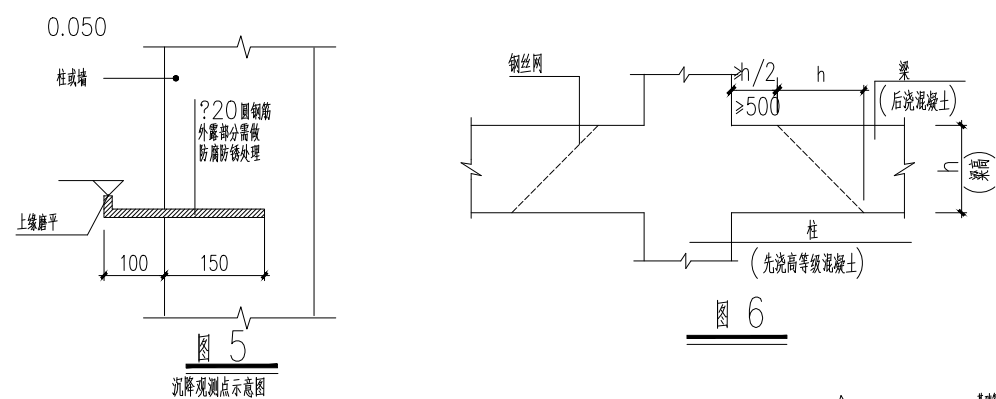 0.050
柱或墙
?20圆钢筋
外露部分需做
防腐防锈处理
上缘磨平
100
150
图 5
沉降观测点示意图
钢丝网
≥h/2
h
≥500
梁
(后浇混凝土)
h
(梁高)
柱
(先浇高等级混凝土)
图 6